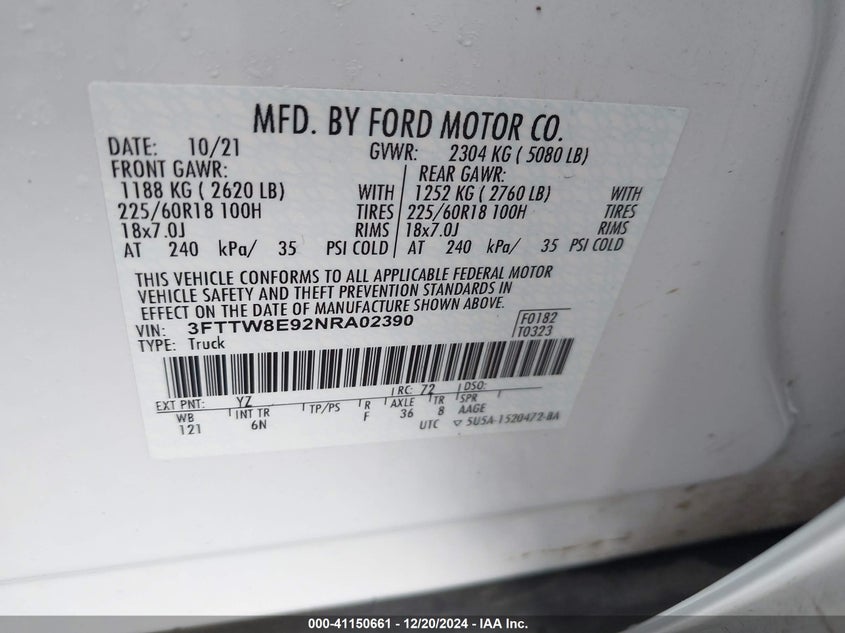 MFD. BY FORD MOTOR CO.
DATE: 10/21 GVWR: 2304 KG ( 5080 LB)
FRONT GAWR: REAR GAWR:
1188 KG ( 2620 LB) WITH 1252 KG ( 2760 LB) WITH
225/60R18 100H TIRES 225/60R18 100H TIRES
18x7.0J RIMS 18x7.0J RIMS
AT 240 kPa/ 35 PSI COLD AT 240 kPa/ 35 PSI COLD
THIS VEHICLE CONFORMS TO ALL APPLICABLE FEDERAL MOTOR
VEHICLE SAFETY AND THEFT PREVENTION STANDARDS IN
EFFECT ON THE DATE OF MANUFACTURE SHOWN ABOVE.
VIN: 3FTTW8E92NRA02390 F0182
TYPE: Truck T0323
EXT PNT: YZ RC: 72 DSO:
WB INT TR TP/PS R AXLE TR SPR
121 6N F 36 8 AAGE
UTC ▽ 5U5A-1520472-BA
000-41150661 - 12/20/2024 - IAA Inc.